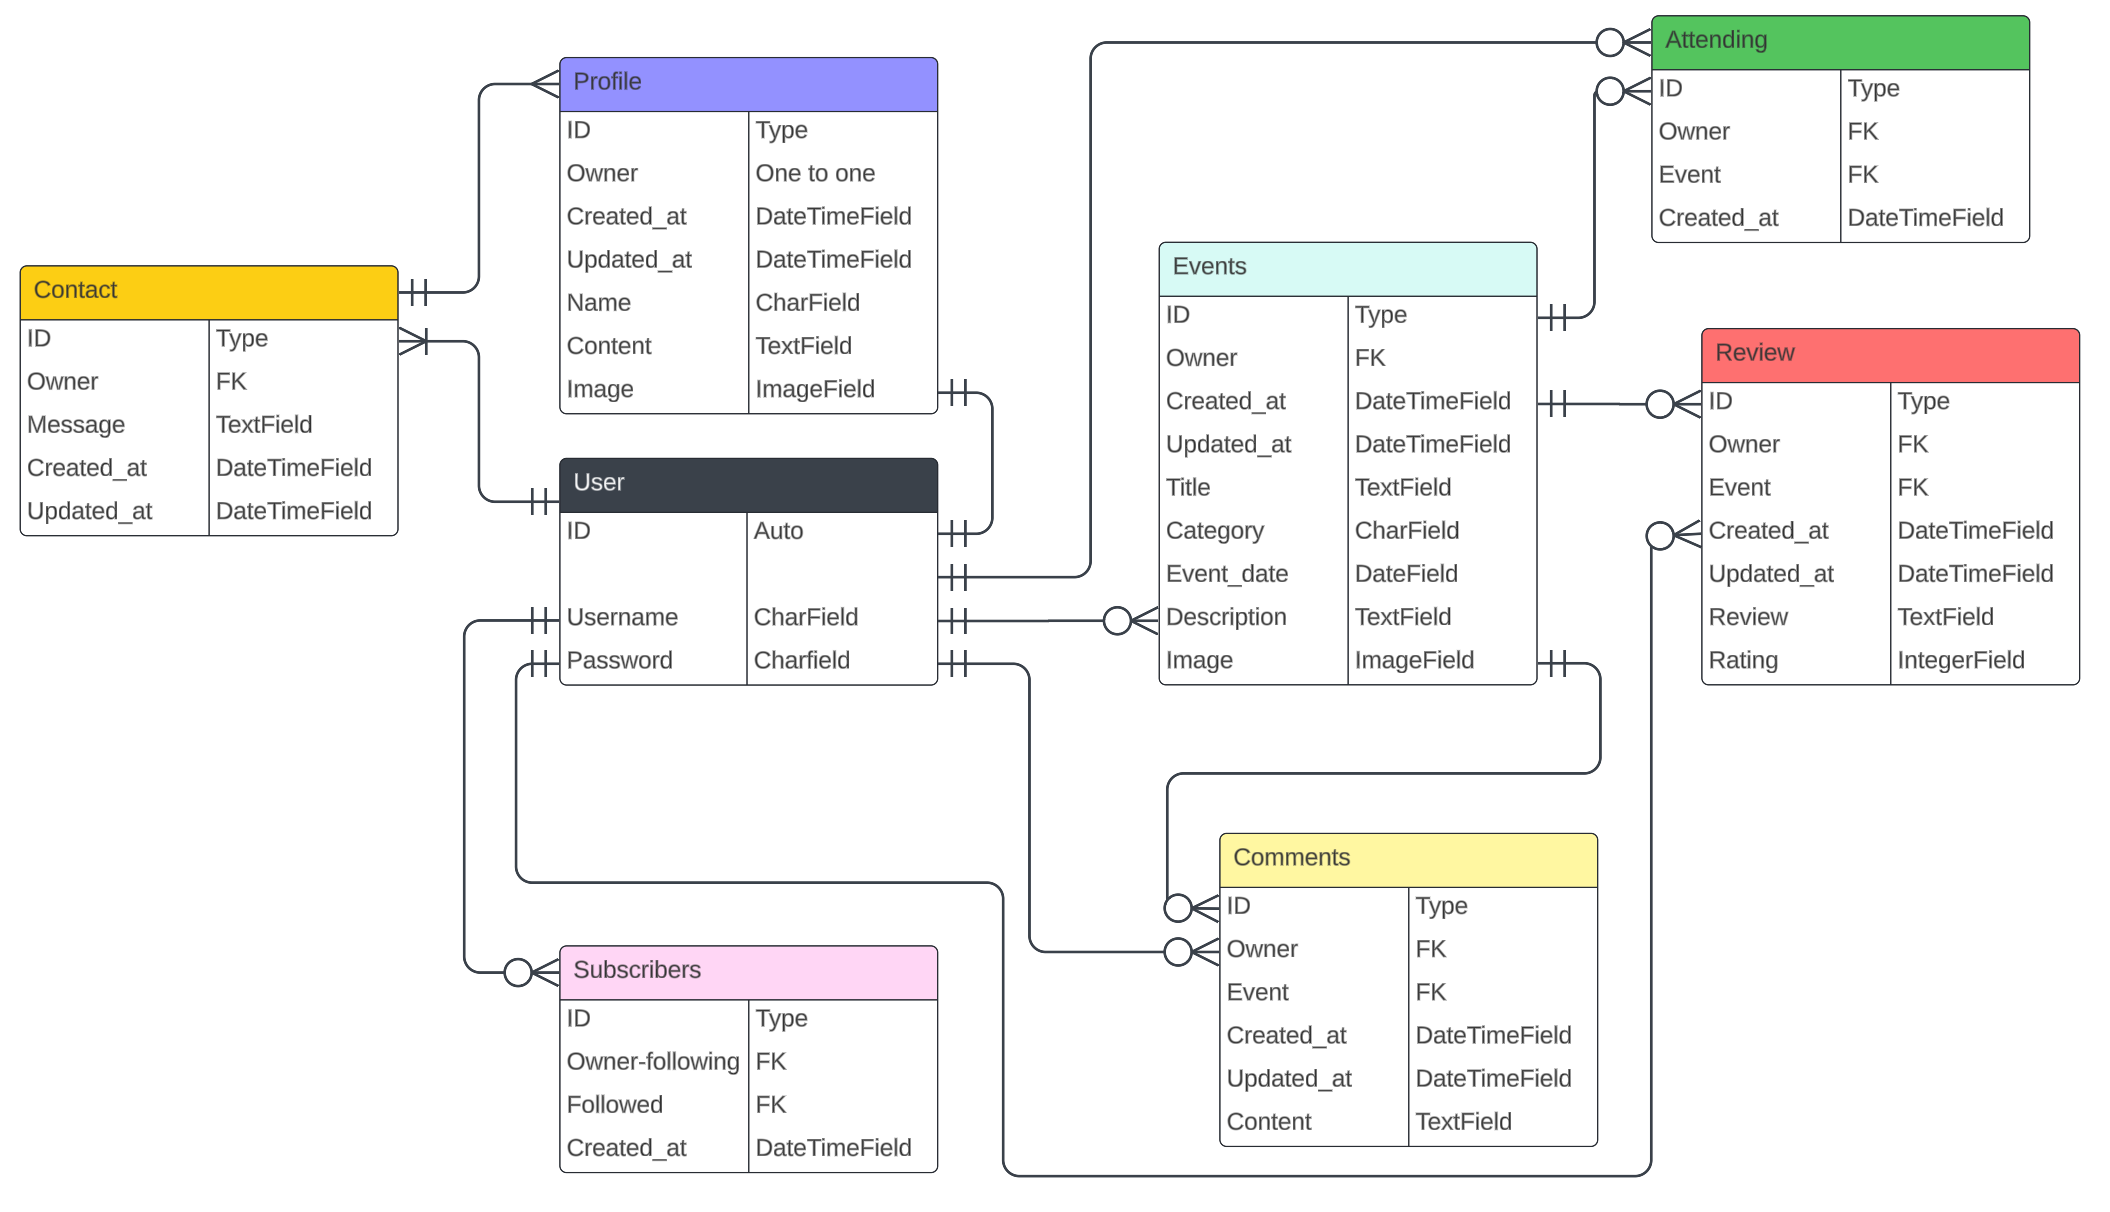 Contact
ID Type
Owner FK
Message TextField
Created_at DateTimeField
Updated_at DateTimeField
Profile
ID Type
Owner One to one
Created_at DateTimeField
Updated_at DateTimeField
Name CharField
Content TextField
Image ImageField
User
ID Auto
Username CharField
Password Charfield
Subscribers
ID Type
Owner-following FK
Followed FK
Created_at DateTimeField
Events
ID Type
Owner FK
Created_at DateTimeField
Updated_at DateTimeField
Title TextField
Category CharField
Event_date DateField
Description TextField
Image ImageField
Comments
ID Type
Owner FK
Event FK
Created_at DateTimeField
Updated_at DateTimeField
Content TextField
Attending
ID Type
Owner FK
Event FK
Created_at DateTimeField
Review
ID Type
Owner FK
Event FK
Created_at DateTimeField
Updated_at DateTimeField
Review TextField
Rating IntegerField